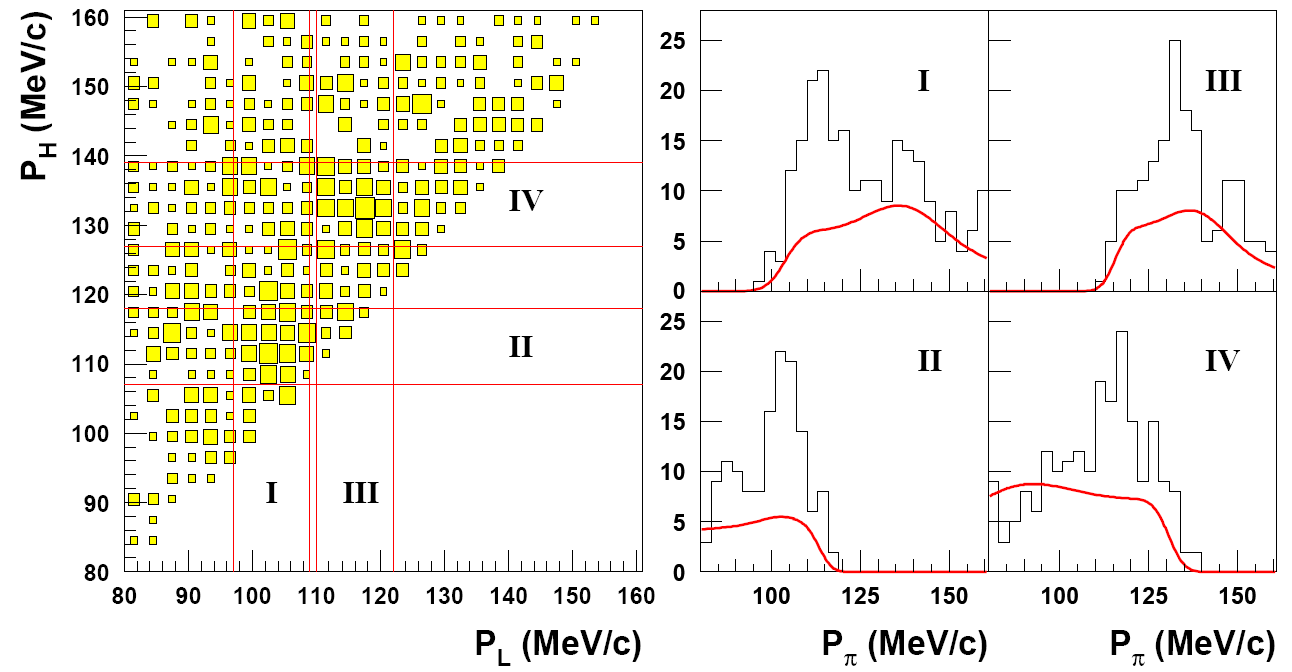 P_H (MeV/c)
160
150
140
130
120
110
100
90
80
IV
II
I III
80 90 100 110 120 130 140 150 160
P_L (MeV/c)
25
20
15
10
5
0
I
III
25
20
15
10
5
0
II
IV
100 125 150
100 125 150
P_π (MeV/c)
P_π (MeV/c)